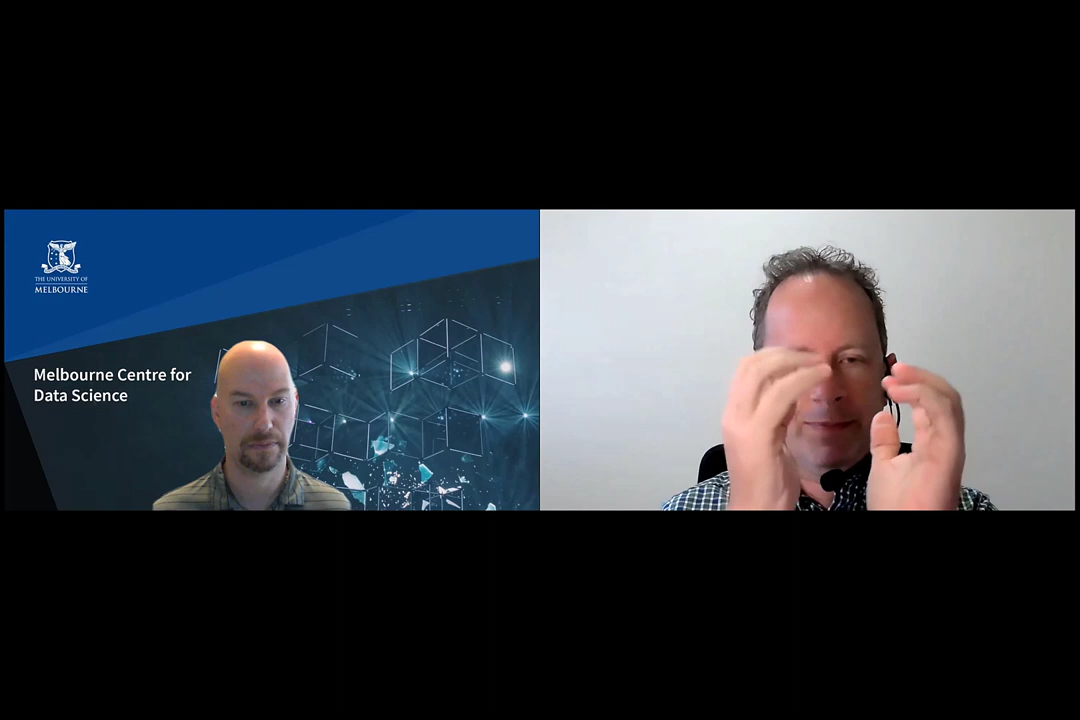 THE UNIVERSITY OF
MELBOURNE
Melbourne Centre for
Data Science